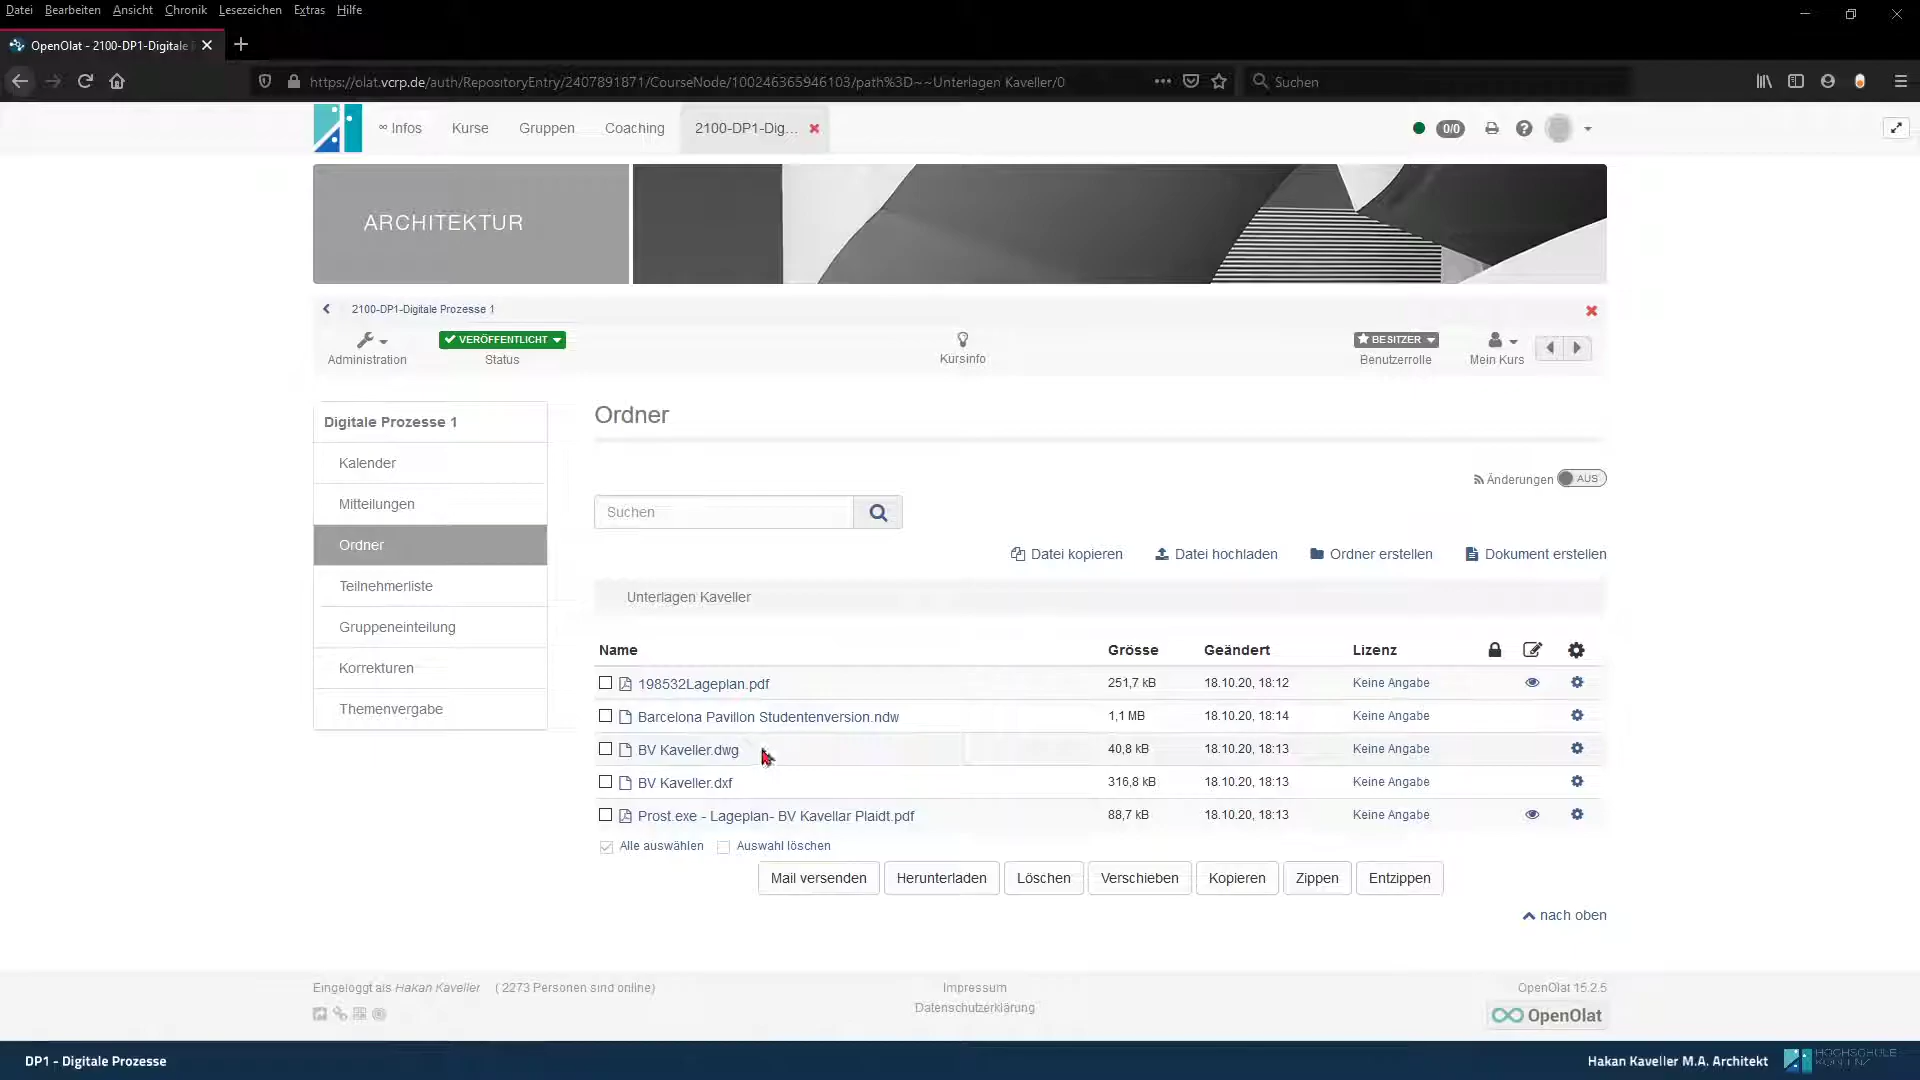 Datei Bearbeiten Ansicht Chronik Lesezeichen Extras Hilfe
OpenOlat - 2100-DP1-Digitale
https://olat.vcrp.de/auth/RepositoryEntry/2407891871/CourseNode/100246365946103/path%3D~~Unterlagen Kaveller/0
Suchen
∞ Infos Kurse Gruppen Coaching 2100-DP1-Dig... 0/0
ARCHITEKTUR
2100-DP1-Digitale Prozesse 1
VERÖFFENTLICHT BESITZER
Administration Status Kursinfo Benutzerrolle Mein Kurs
Digitale Prozesse 1
Kalender
Mitteilungen
Ordner
Teilnehmerliste
Gruppeneinteilung
Korrekturen
Themenvergabe
Ordner
Änderungen AUS
Suchen
Datei kopieren Datei hochladen Ordner erstellen Dokument erstellen
Unterlagen Kaveller
Name Grösse Geändert Lizenz
198532Lageplan.pdf 251,7 kB 18.10.20, 18:12 Keine Angabe
Barcelona Pavillon Studentenversion.ndw 1,1 MB 18.10.20, 18:14 Keine Angabe
BV Kaveller.dwg 40,8 kB 18.10.20, 18:13 Keine Angabe
BV Kaveller.dxf 316,8 kB 18.10.20, 18:13 Keine Angabe
Prost.exe - Lageplan- BV Kavellar Plaidt.pdf 88,7 kB 18.10.20, 18:13 Keine Angabe
Alle auswählen Auswahl löschen
Mail versenden Herunterladen Löschen Verschieben Kopieren Zippen Entzippen
nach oben
Eingeloggt als Hakan Kaveller ( 2273 Personen sind online)
Impressum
Datenschutzerklärung
OpenOlat 15.2.5
OpenOlat
DP1 - Digitale Prozesse
Hakan Kaveller M.A. Architekt
HOCHSCHULE
KOBLENZ